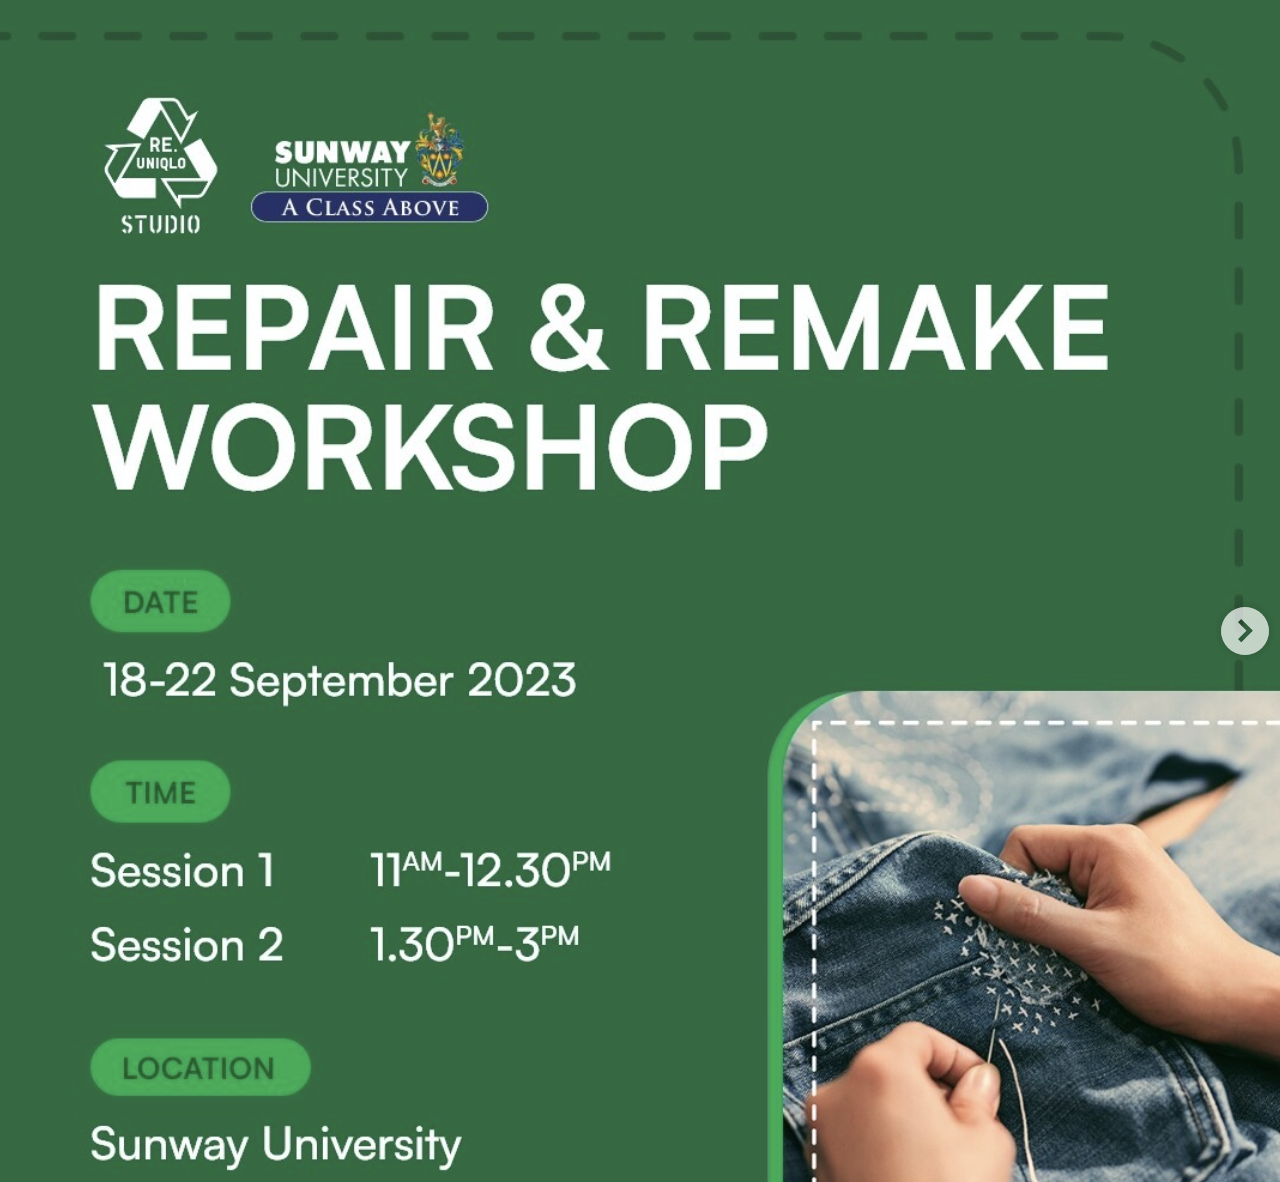 RE.
UNIQLO
STUDIO
SUNWAY
UNIVERSITY
A CLASS ABOVE
REPAIR & REMAKE
WORKSHOP
DATE
18-22 September 2023
TIME
Session 1 11AM-12.30PM
Session 2 1.30PM-3PM
LOCATION
Sunway University